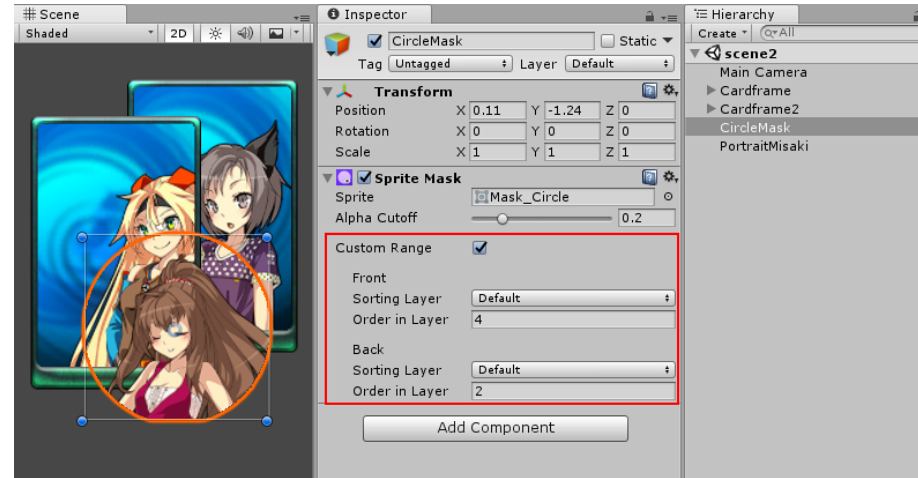 # Scene
Shaded 2D
Inspector
CircleMask Static
Tag Untagged Layer Default
Transform
Position X 0.11 Y -1.24 Z 0
Rotation X 0 Y 0 Z 0
Scale X 1 Y 1 Z 1
Sprite Mask
Sprite Mask_Circle
Alpha Cutoff 0.2
Custom Range
Front
Sorting Layer Default
Order in Layer 4
Back
Sorting Layer Default
Order in Layer 2
Add Component
Hierarchy
Create All
scene2
Main Camera
Cardframe
Cardframe2
CircleMask
PortraitMisaki